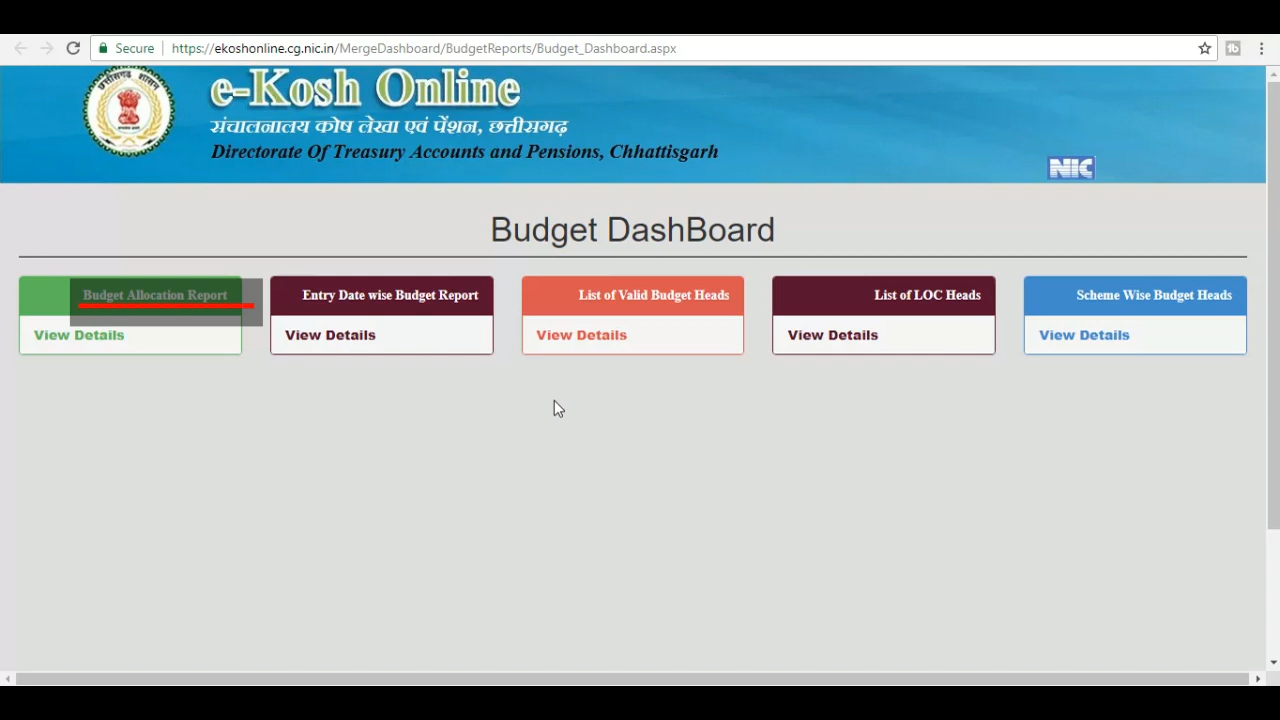 Secure https://ekoshonline.cg.nic.in/MergeDashboard/BudgetReports/Budget_Dashboard.aspx
e-Kosh Online
संचालनालय कोष लेखा एवं पेंशन, छत्तीसगढ़
Directorate Of Treasury Accounts and Pensions, Chhattisgarh
NIC
Budget DashBoard
Budget Allocation Report
View Details
Entry Date wise Budget Report
View Details
List of Valid Budget Heads
View Details
List of LOC Heads
View Details
Scheme Wise Budget Heads
View Details